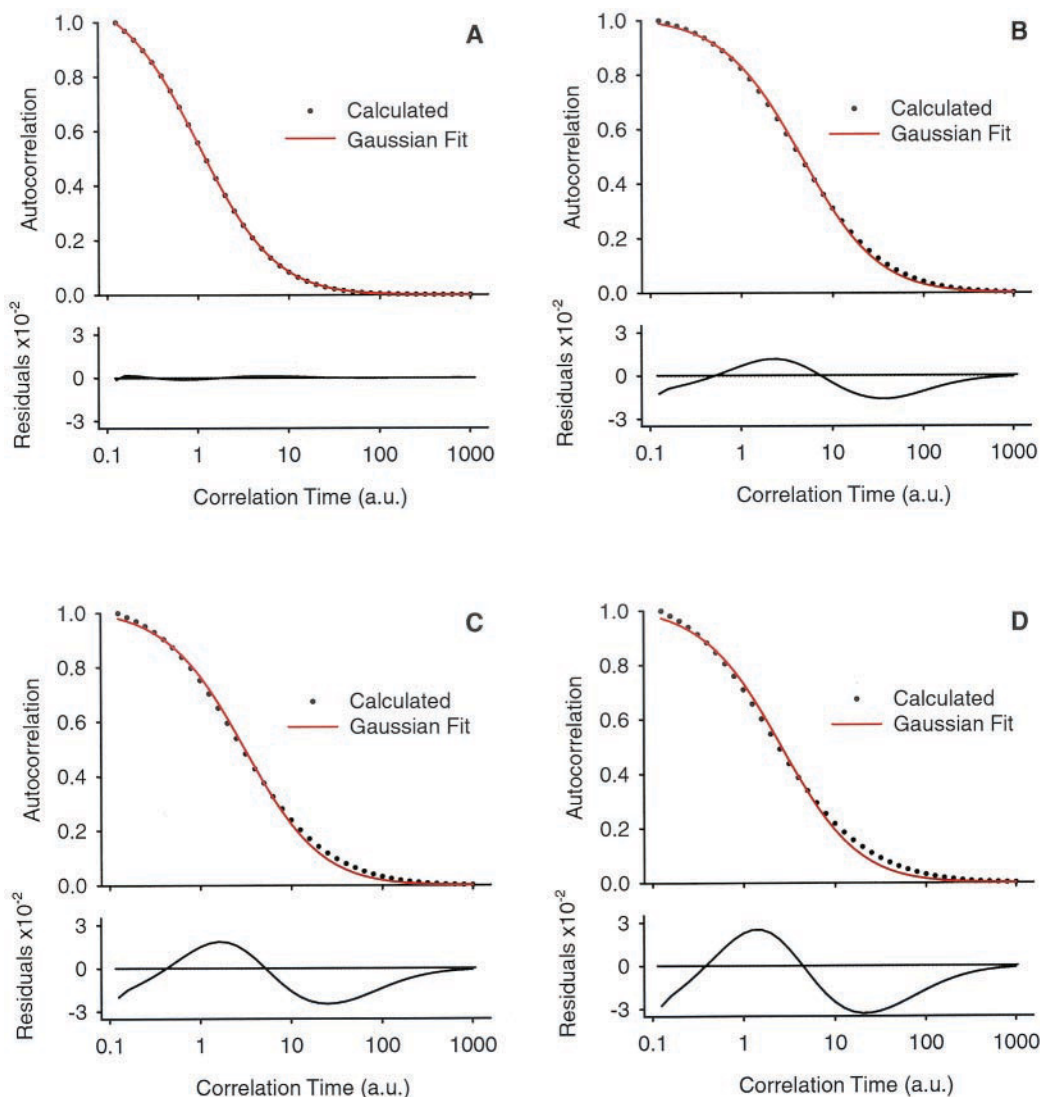 A
Autocorrelation
1.0
0.8
0.6
0.4
0.2
0.0
Calculated
Gaussian Fit
Residuals x10-2
3
0
-3
0.1 1 10 100 1000
Correlation Time (a.u.)
B
Autocorrelation
1.0
0.8
0.6
0.4
0.2
0.0
Calculated
Gaussian Fit
Residuals x10-2
3
0
-3
0.1 1 10 100 1000
Correlation Time (a.u.)
C
Autocorrelation
1.0
0.8
0.6
0.4
0.2
0.0
Calculated
Gaussian Fit
Residuals x10-2
3
0
-3
0.1 1 10 100 1000
Correlation Time (a.u.)
D
Autocorrelation
1.0
0.8
0.6
0.4
0.2
0.0
Calculated
Gaussian Fit
Residuals x10-2
3
0
-3
0.1 1 10 100 1000
Correlation Time (a.u.)